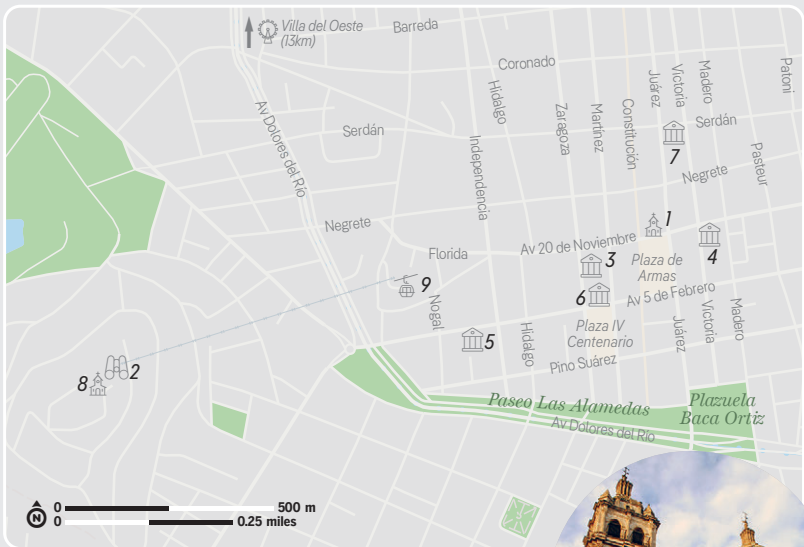 Villa del Oeste
(13km)
Barreda
Coronado
Patoni
Madero
Victoria
Juárez
Hidalgo
Zaragoza
Martínez
Constitución
Av Dolores del Río
Serdán
Serdán
7
Independencia
Pasteur
Negrete
Negrete
1
Av 20 de Noviembre
Florida
3
4
Plaza de
Armas
9
6
Av 5 de Febrero
Nogal
Hidalgo
Juárez
Victoria
Madero
Plaza IV
Centenario
5
Pino Suárez
2
8
Paseo Las Alamedas
Plazuela
Baca Ortiz
Av Dolores del Río
N
0 500 m
0 0.25 miles